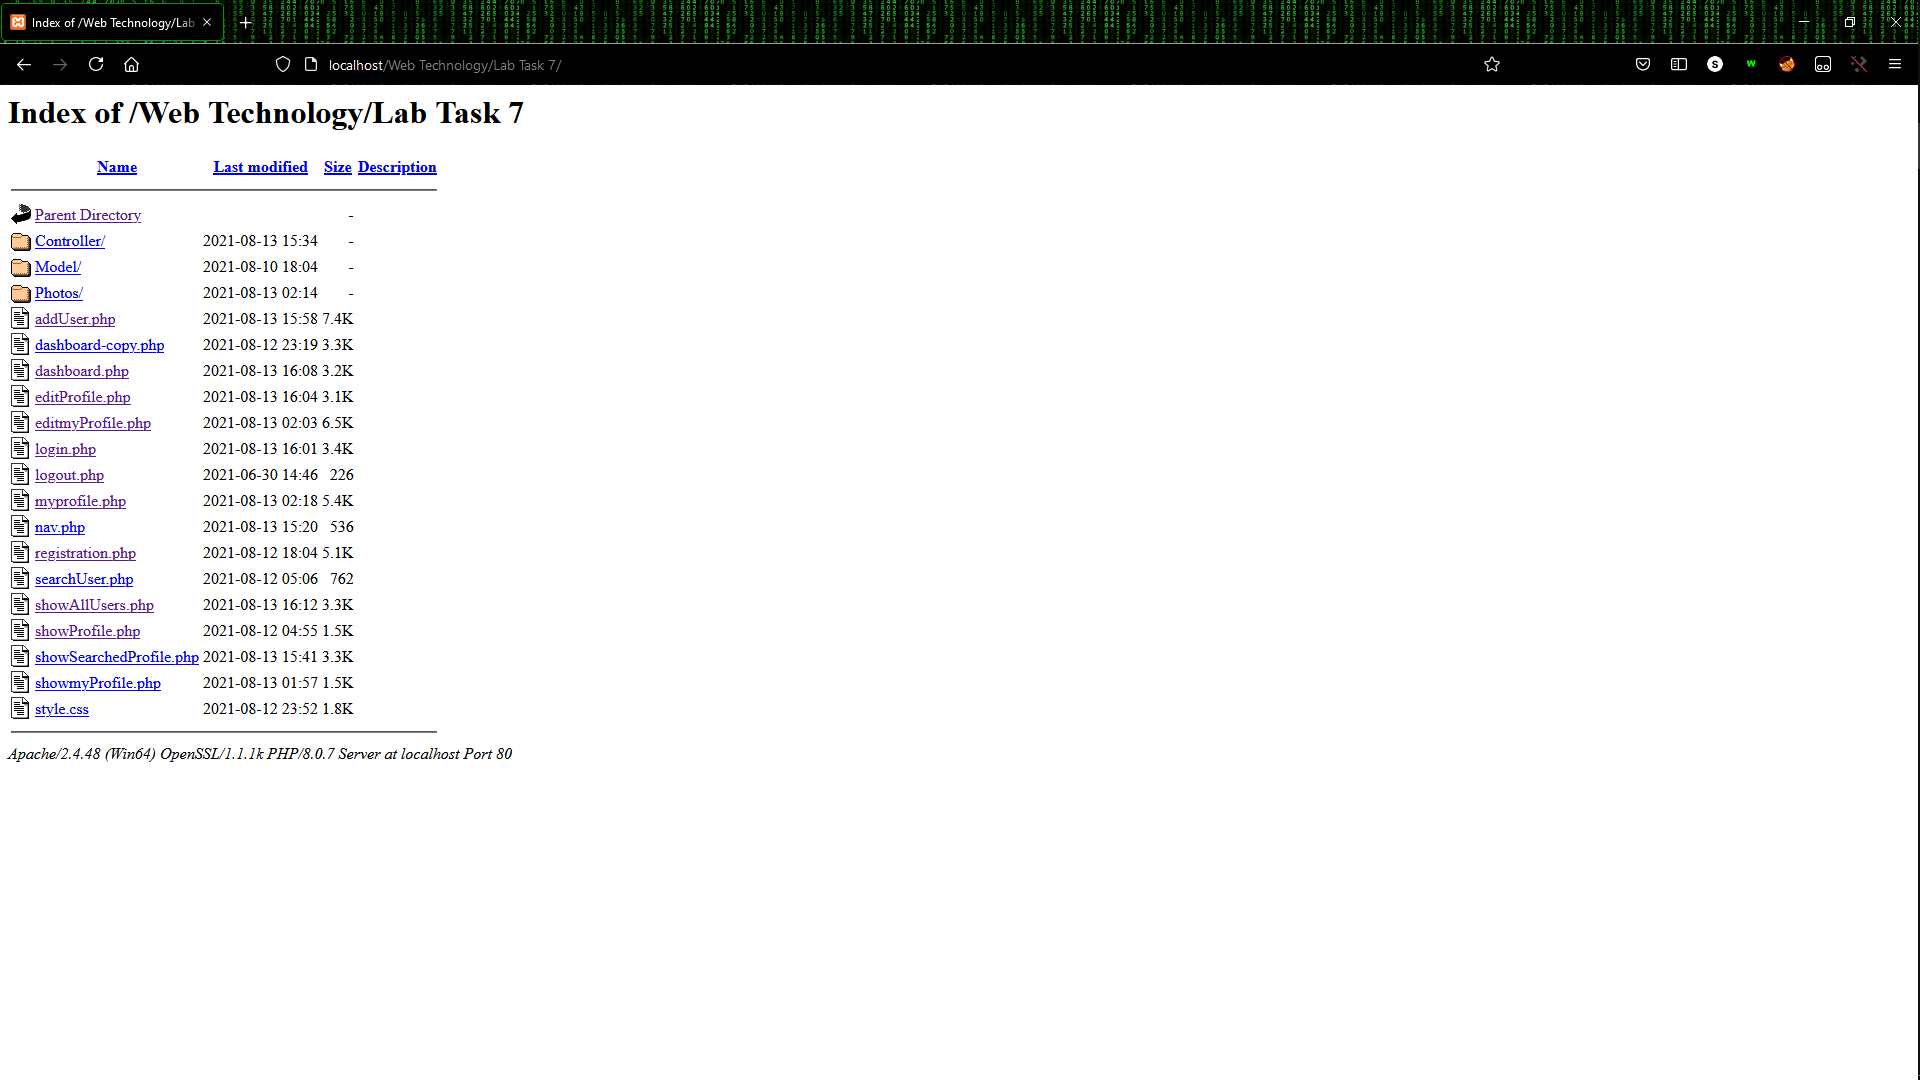 Index of /Web Technology/Lab
localhost/Web Technology/Lab Task 7/
Index of /Web Technology/Lab Task 7
Name Last modified Size Description
Parent Directory -
Controller/ 2021-08-13 15:34 -
Model/ 2021-08-10 18:04 -
Photos/ 2021-08-13 02:14 -
addUser.php 2021-08-13 15:58 7.4K
dashboard-copy.php 2021-08-12 23:19 3.3K
dashboard.php 2021-08-13 16:08 3.2K
editProfile.php 2021-08-13 16:04 3.1K
editmyProfile.php 2021-08-13 02:03 6.5K
login.php 2021-08-13 16:01 3.4K
logout.php 2021-06-30 14:46 226
myprofile.php 2021-08-13 02:18 5.4K
nav.php 2021-08-13 15:20 536
registration.php 2021-08-12 18:04 5.1K
searchUser.php 2021-08-12 05:06 762
showAllUsers.php 2021-08-13 16:12 3.3K
showProfile.php 2021-08-12 04:55 1.5K
showSearchedProfile.php 2021-08-13 15:41 3.3K
showmyProfile.php 2021-08-13 01:57 1.5K
style.css 2021-08-12 23:52 1.8K
Apache/2.4.48 (Win64) OpenSSL/1.1.1k PHP/8.0.7 Server at localhost Port 80